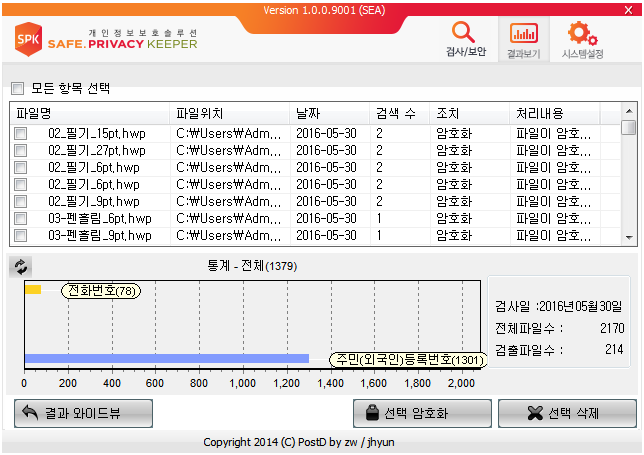 Version 1.0.0.9001 (SEA) X
SPK 개인정보보호솔루션
SAFE.PRIVACY KEEPER
검사/보안 결과보기 시스템설정
모든 항목 선택
파일명 파일위치 날짜 검색 수 조치 처리내용
02_필기_15pt,hwp C:₩Users₩Adm... 2016-05-30 2 암호화 파일이 암호...
02_필기_27pt,hwp C:₩Users₩Adm... 2016-05-30 2 암호화 파일이 암호...
02_필기_6pt,hwp C:₩Users₩Adm... 2016-05-30 2 암호화 파일이 암호...
02_필기_6pt,hwp C:₩Users₩Adm... 2016-05-30 2 암호화 파일이 암호...
02_필기_9pt,hwp C:₩Users₩Adm... 2016-05-30 2 암호화 파일이 암호...
03-펜흘림_6pt,hwp C:₩Users₩Adm... 2016-05-30 1 암호화 파일이 암호...
03-펜흘림_9pt,hwp C:₩Users₩Adm... 2016-05-30 1 암호화 파일이 암호...
통계 - 전체(1379)
전화번호(78)
주민(외국인)등록번호(1301)
0 200 400 600 800 1,000 1,200 1,400 1,600 1,800 2,000
검사일 :2016년05월30일
전체파일수 : 2170
검출파일수 : 214
결과 와이드뷰 선택 암호화 선택 삭제
Copyright 2014 (C) PostD by zw / jhyun